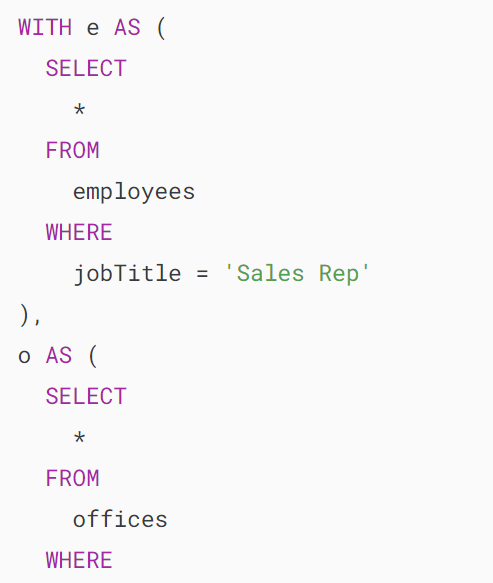 WITH e AS (
  SELECT
    *
  FROM
    employees
  WHERE
    jobTitle = 'Sales Rep'
),
o AS (
  SELECT
    *
  FROM
    offices
  WHERE